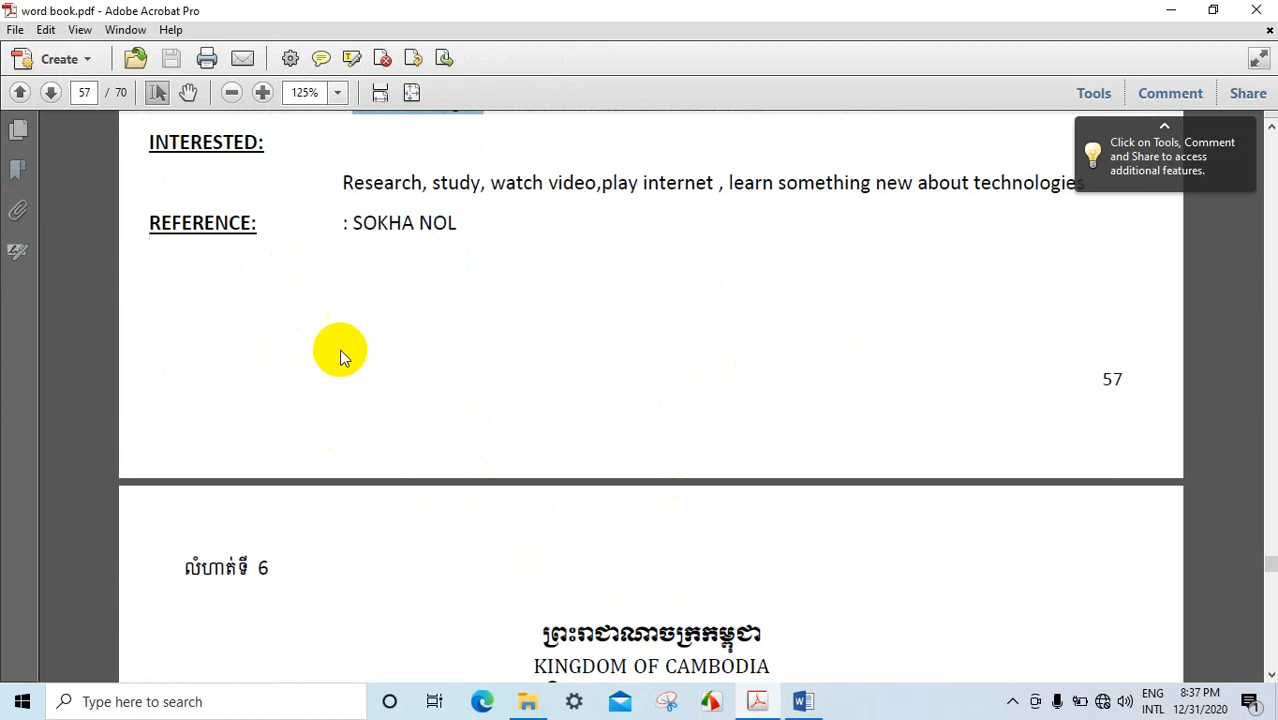 word book.pdf - Adobe Acrobat Pro
File Edit View Window Help
Create
57 / 70 125% Tools Comment Share
Click on Tools, Comment
and Share to access
additional features.
INTERESTED:
Research, study, watch video,play internet , learn something new about technologies
REFERENCE: : SOKHA NOL
57
លំហាត់ទី 6
ព្រះរាជាណាចក្រកម្ពុជា
KINGDOM OF CAMBODIA
Type here to search
ENG 8:37 PM
INTL 12/31/2020
1